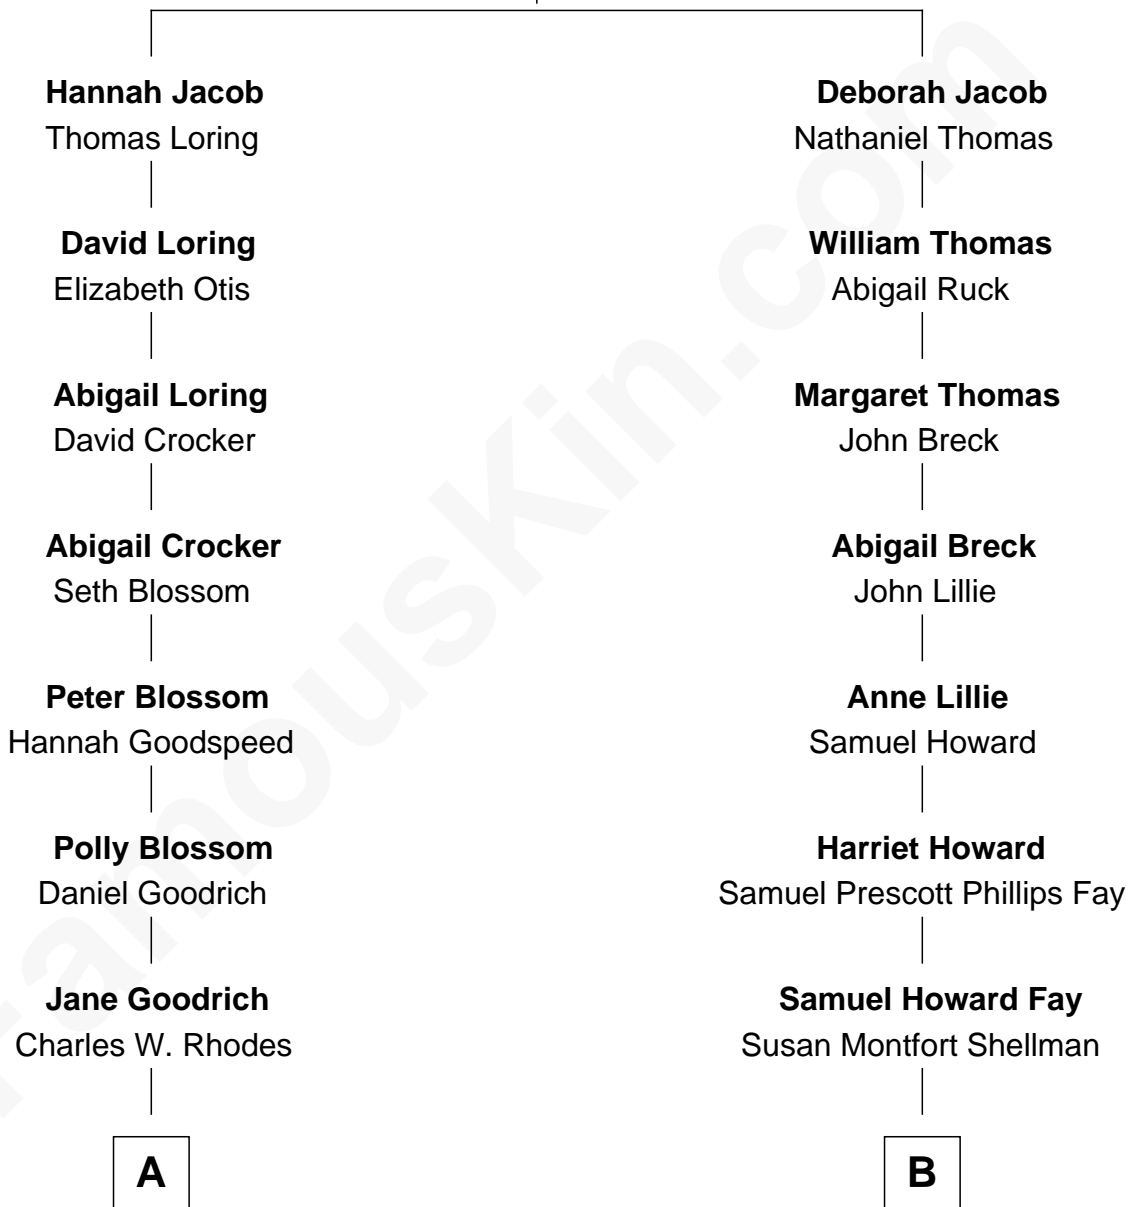 Hannah Jacob
Thomas Loring
David Loring
Elizabeth Otis
Abigail Loring
David Crocker
Abigail Crocker
Seth Blossom
Peter Blossom
Hannah Goodspeed
Polly Blossom
Daniel Goodrich
Jane Goodrich
Charles W. Rhodes
A
Deborah Jacob
Nathaniel Thomas
William Thomas
Abigail Ruck
Margaret Thomas
John Breck
Abigail Breck
John Lillie
Anne Lillie
Samuel Howard
Harriet Howard
Samuel Prescott Phillips Fay
Samuel Howard Fay
Susan Montfort Shellman
B
FamousKin.com